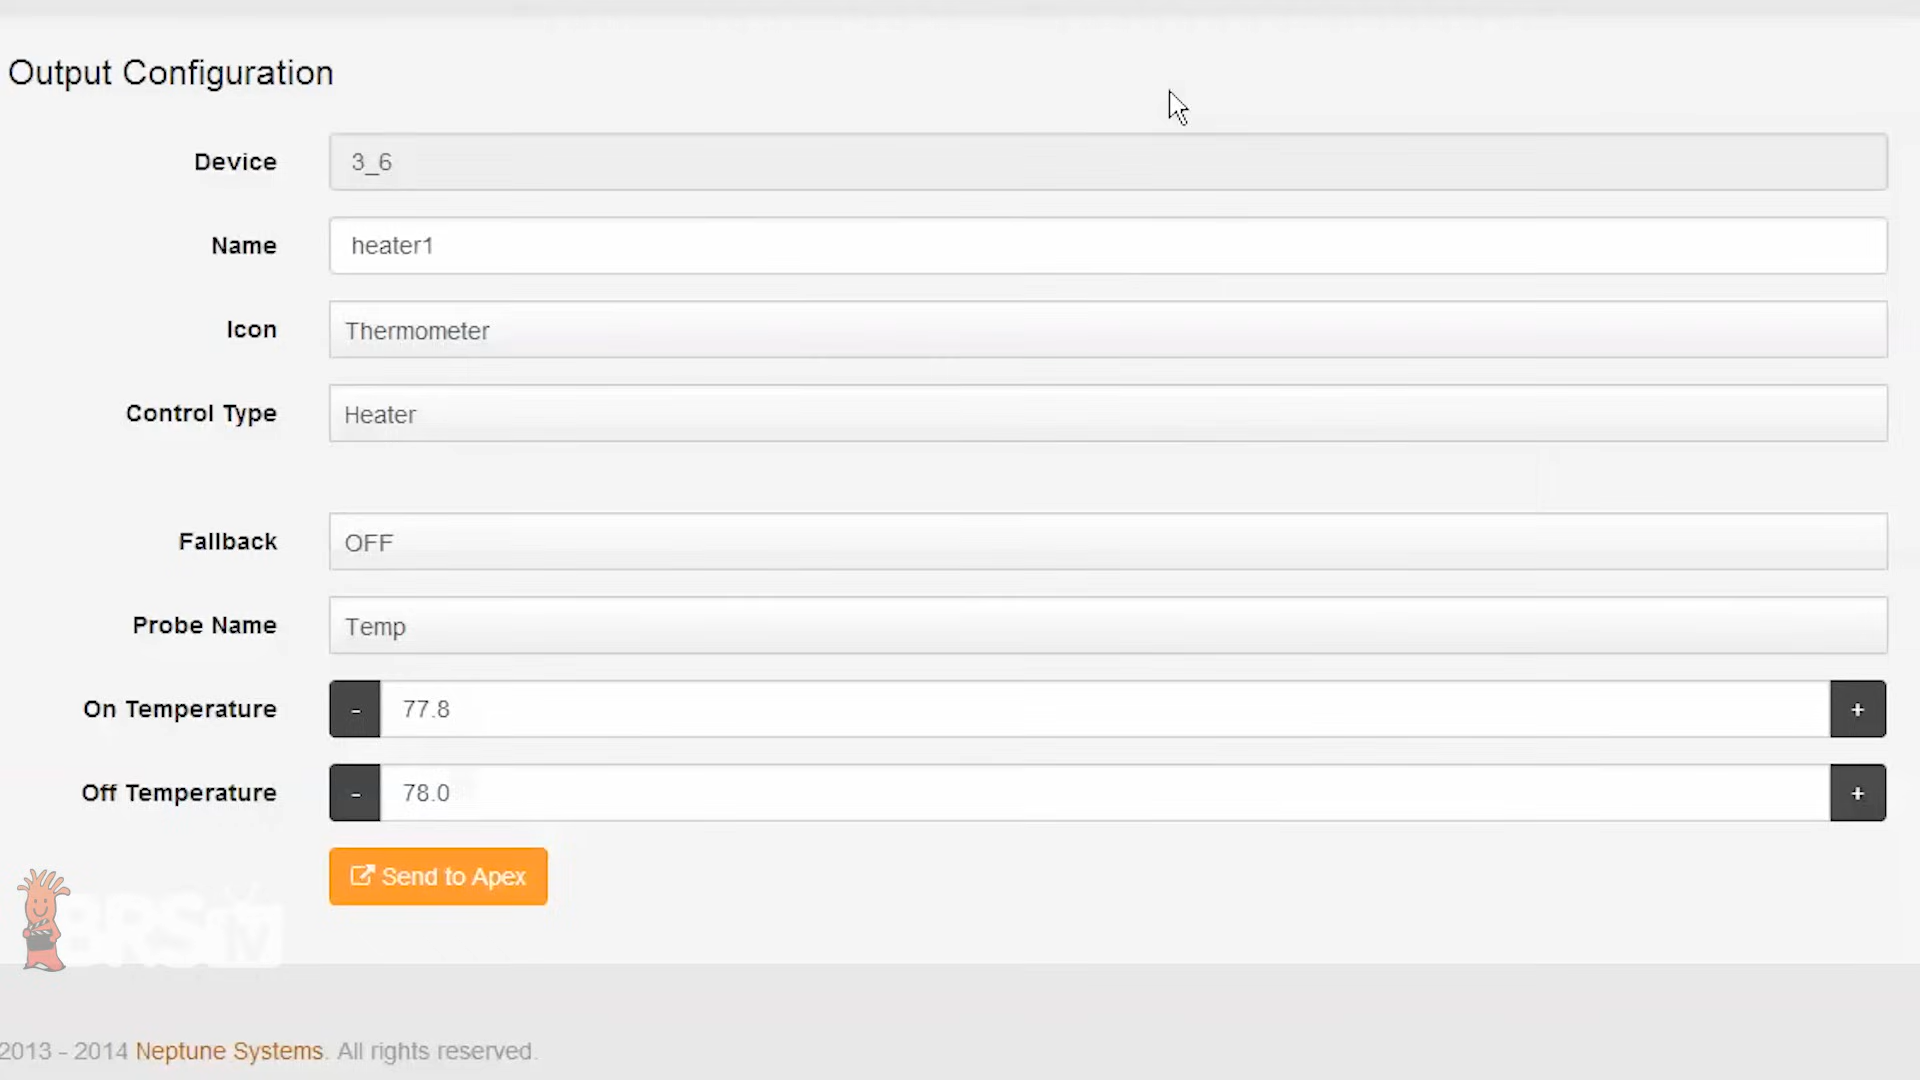 Output Configuration
Device 3_6
Name heater1
Icon Thermometer
Control Type Heater
Fallback OFF
Probe Name Temp
On Temperature - 77.8 +
Off Temperature - 78.0 +
Send to Apex
BRStv
2013 - 2014 Neptune Systems. All rights reserved.